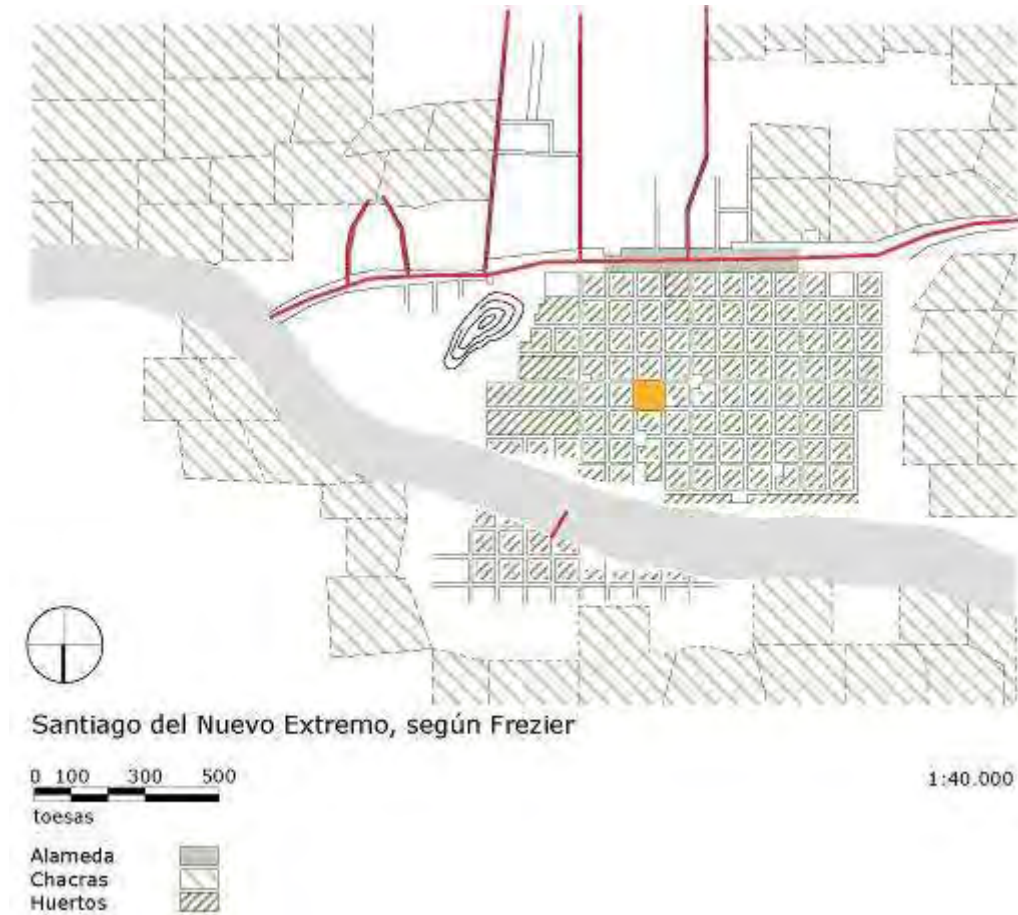 Santiago del Nuevo Extremo, según Frezier
0 100 300 500
1:40.000
toesas
Alameda
Chacras
Huertos